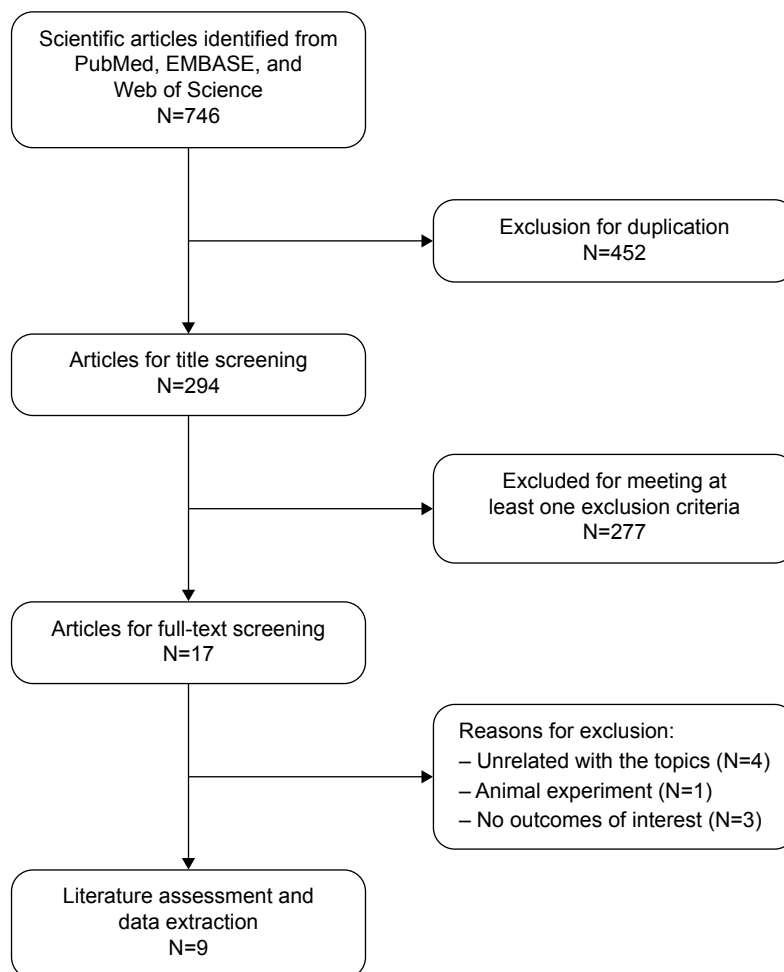 Scientific articles identified from
PubMed, EMBASE, and
Web of Science
N=746
Exclusion for duplication
N=452
Articles for title screening
N=294
Excluded for meeting at
least one exclusion criteria
N=277
Articles for full-text screening
N=17
Reasons for exclusion:
– Unrelated with the topics (N=4)
– Animal experiment (N=1)
– No outcomes of interest (N=3)
Literature assessment and
data extraction
N=9